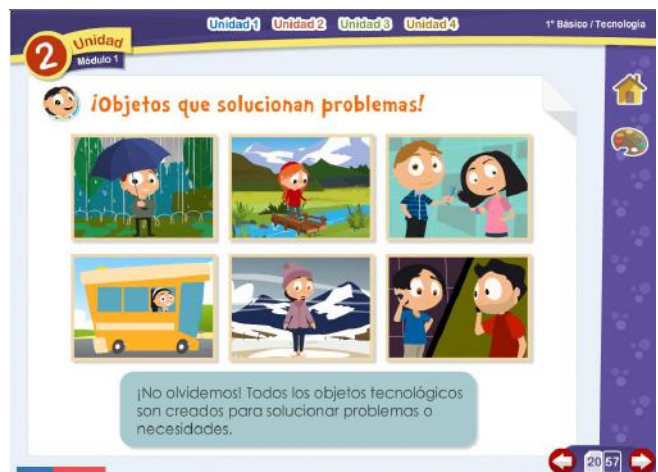 Unidad 1 Unidad 2 Unidad 3 Unidad 4
1° Básico / Tecnología
2 Unidad
Módulo 1
¡Objetos que solucionan problemas!
¡No olvidemos! Todos los objetos tecnológicos
son creados para solucionar problemas o
necesidades.
20 57